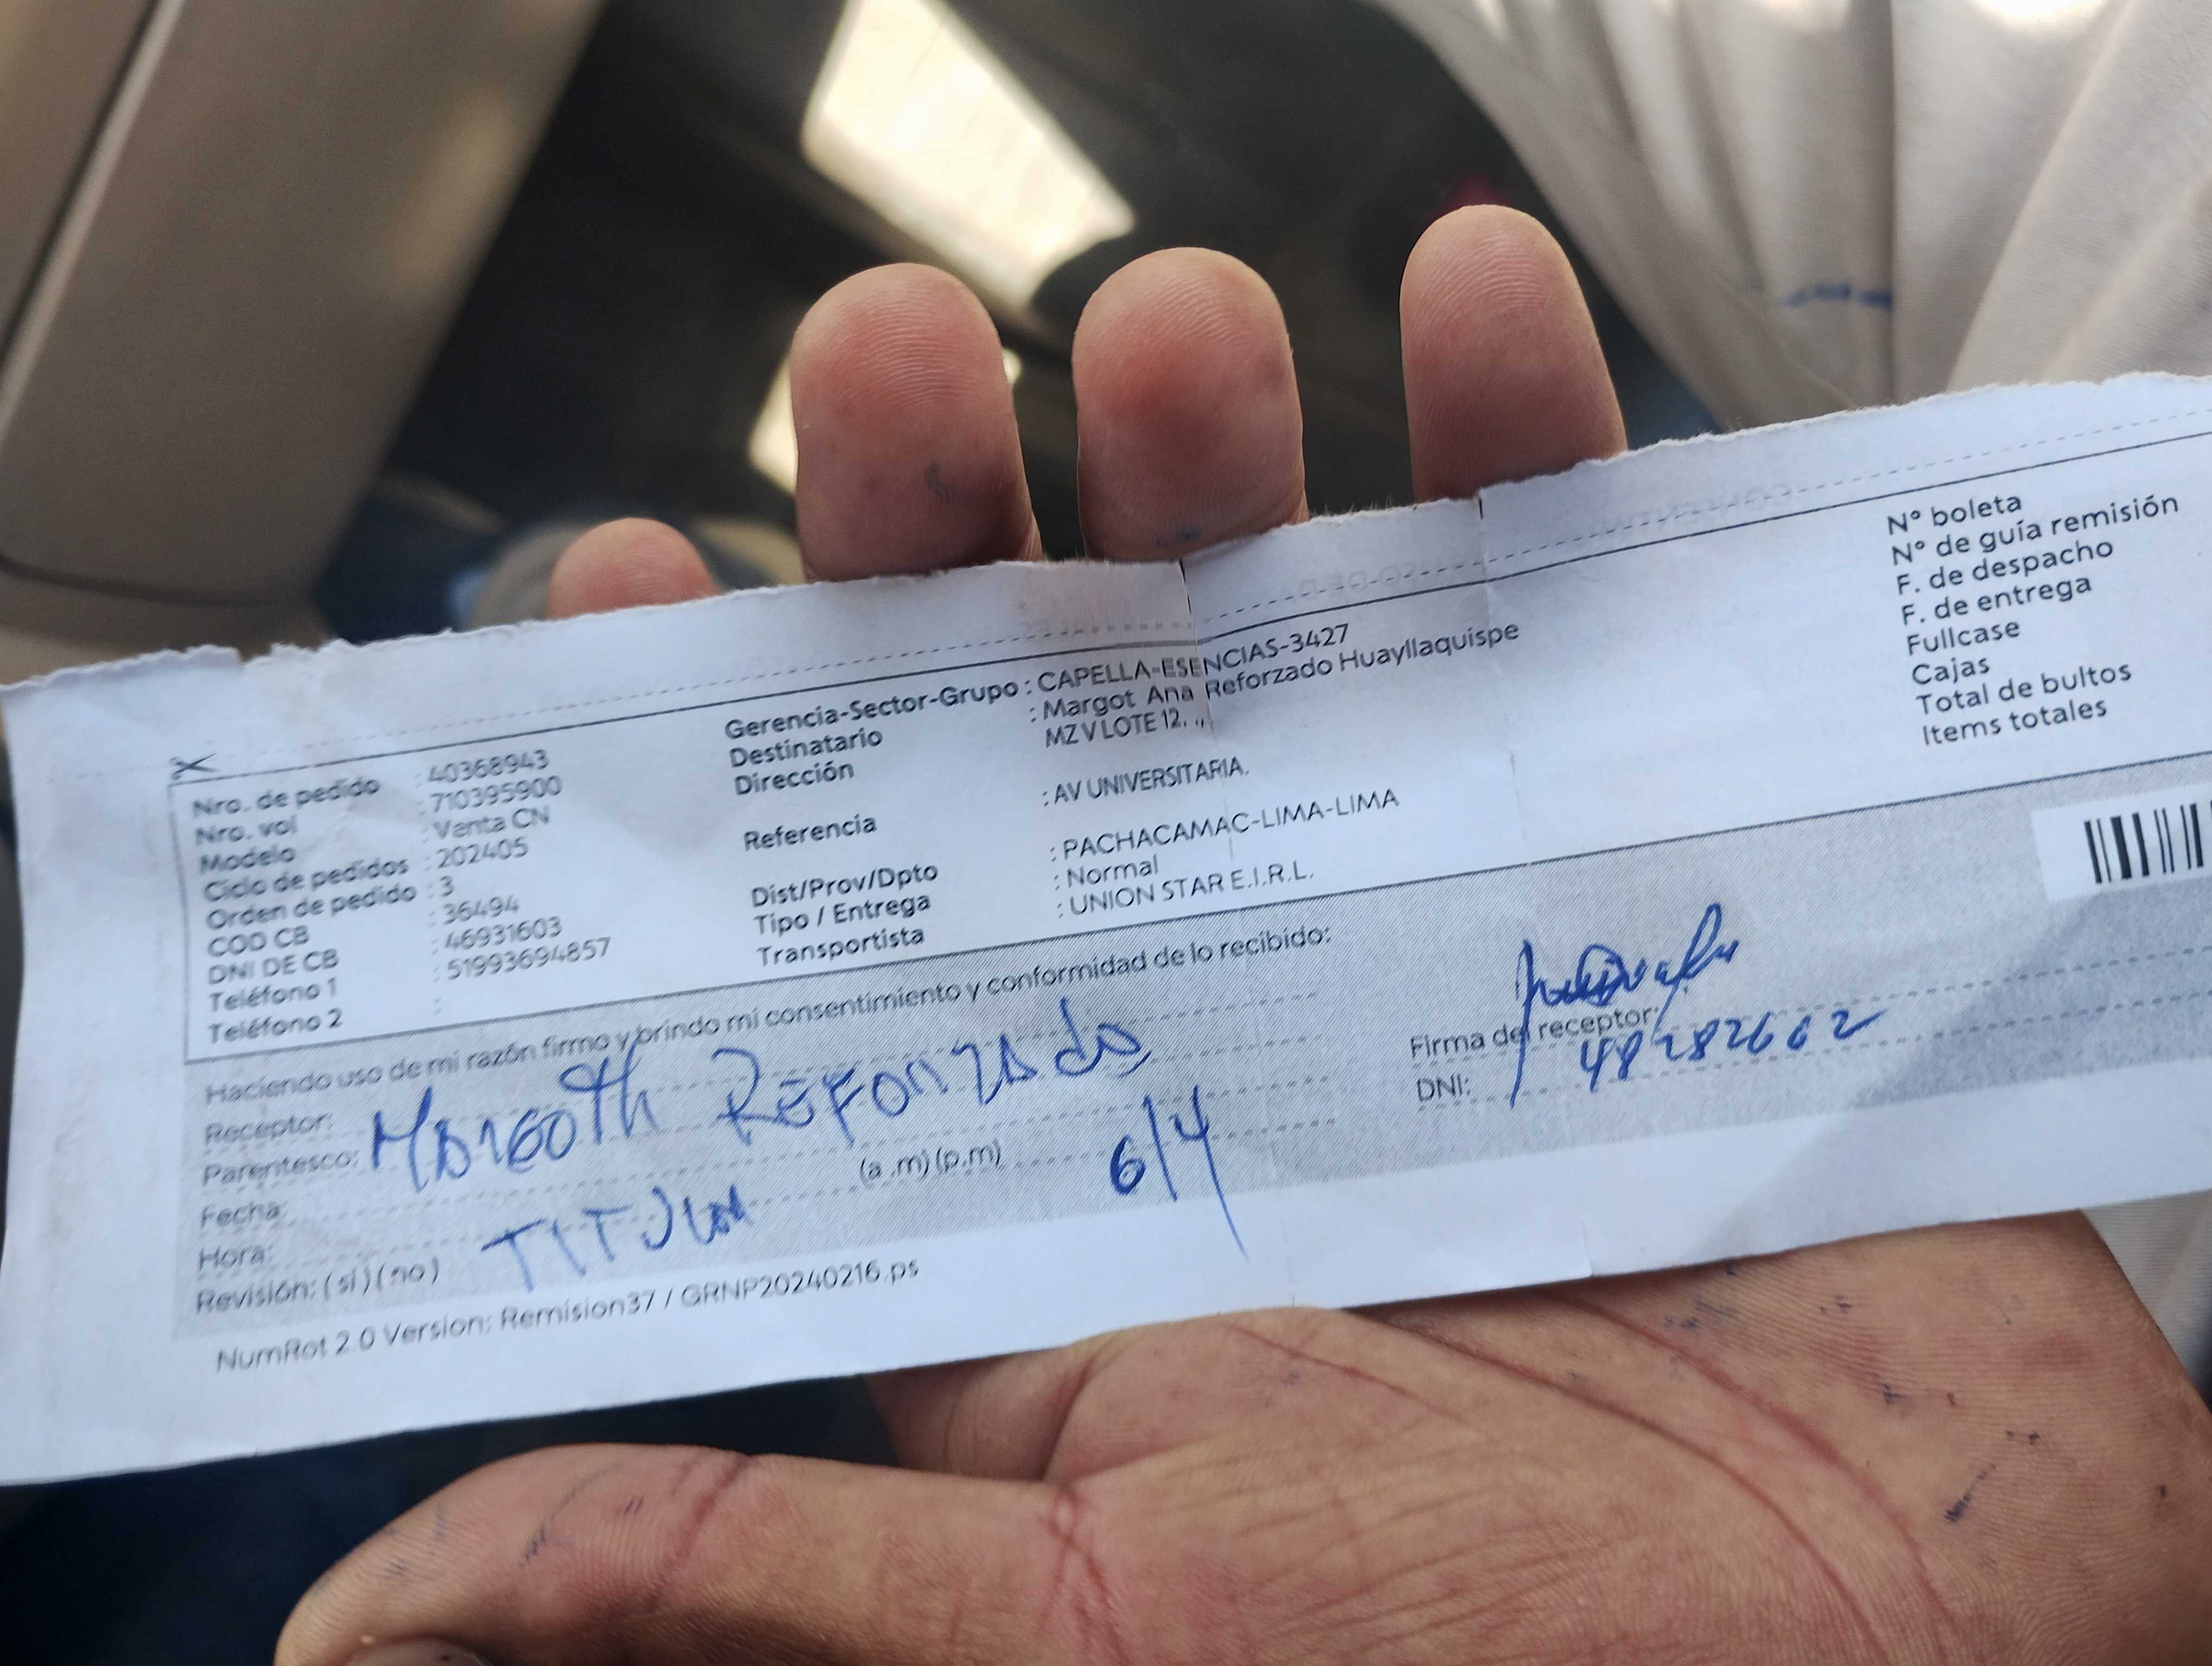 Nro. de pedido : 40368943
Nro. vol : 710395900
Modelo : Venta CN
Ciclo de pedidos : 202405
Orden de pedido : 3
COD CB : 36494
DNI DE CB : 46931603
Teléfono 1 : 51993694857
Teléfono 2 :
Gerencia-Sector-Grupo : CAPELLA-ESENCIAS-3427
Destinatario : Margot Ana Reforzado Huayllaquispe
Dirección MZ V LOTE 12. .,
Referencia : AV UNIVERSITARIA.
Dist/Prov/Dpto : PACHACAMAC-LIMA-LIMA
Tipo / Entrega : Normal
Transportista : UNION STAR E.I.R.L.
N° boleta
N° de guía remisión
F. de despacho
F. de entrega
Fullcase
Cajas
Total de bultos
Items totales
Haciendo uso de mi razón firmo y brindo mi consentimiento y conformidad de lo recibido:
Receptor:
Parentesco: MARGOTH REFORZADO
Fecha:
Hora: (a.m) (p.m) 6/4
Revisión: (si) (no) TITULAR
Firma del receptor:
DNI: 48282602
NumRot 2.0 Version: Remision37 / GRNP20240216.ps